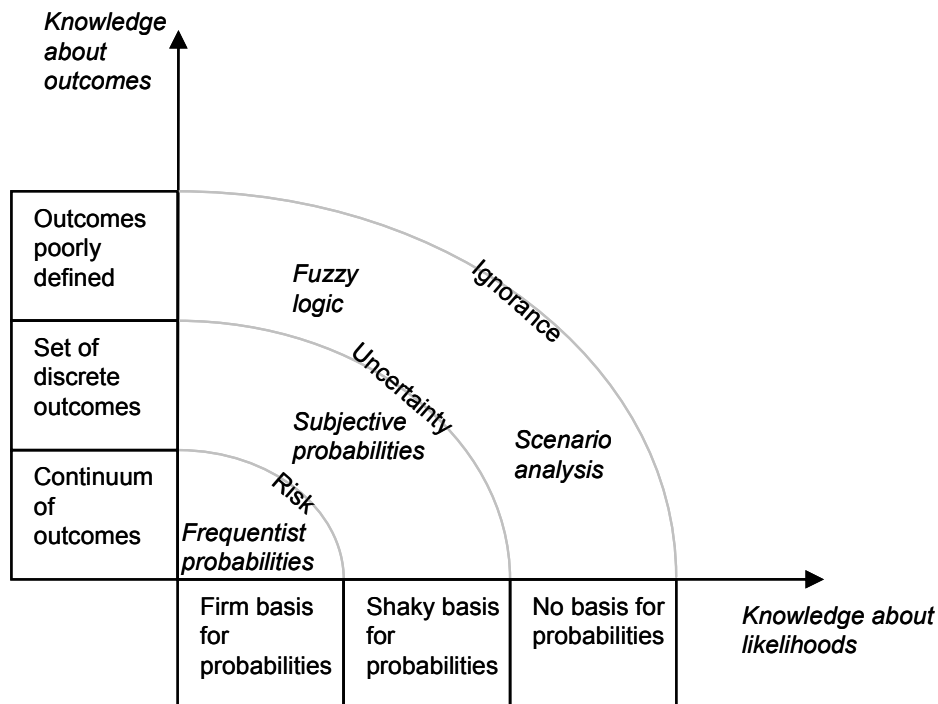 Knowledge
about
outcomes
Outcomes
poorly
defined
Set of
discrete
outcomes
Continuum
of
outcomes
Fuzzy
logic
Ignorance
Uncertainty
Subjective
probabilities
Scenario
analysis
Risk
Frequentist
probabilities
Firm basis
for
probabilities
Shaky basis
for
probabilities
No basis for
probabilities
Knowledge about
likelihoods